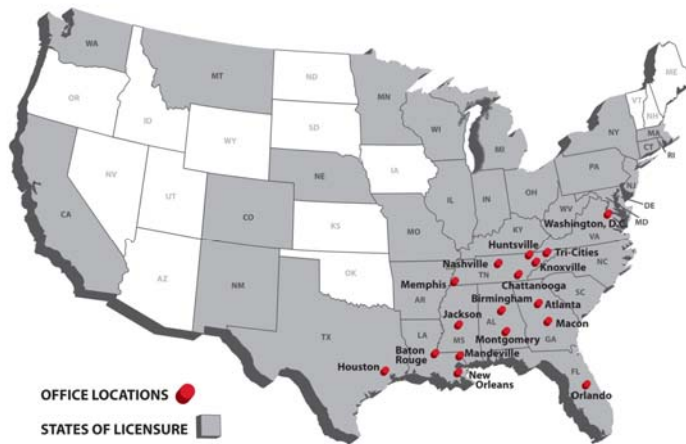 WA
MT
ND
MN
ME
VT
NH
OR
ID
WY
SD
WI
MI
NY
MA
CT
RI
NV
UT
NE
IA
IL
IN
OH
PA
NJ
DE
MD
CA
CO
KS
MO
KY
WV
VA
Washington, D.C.
AZ
NM
OK
AR
TN
NC
SC
Huntsville
Tri-Cities
Nashville
Knoxville
Memphis
Chattanooga
Birmingham
Atlanta
TX
LA
Jackson
MS
AL
GA
Macon
Montgomery
Baton
Rouge
Mandeville
Houston
New
Orleans
FL
Orlando
OFFICE LOCATIONS
STATES OF LICENSURE